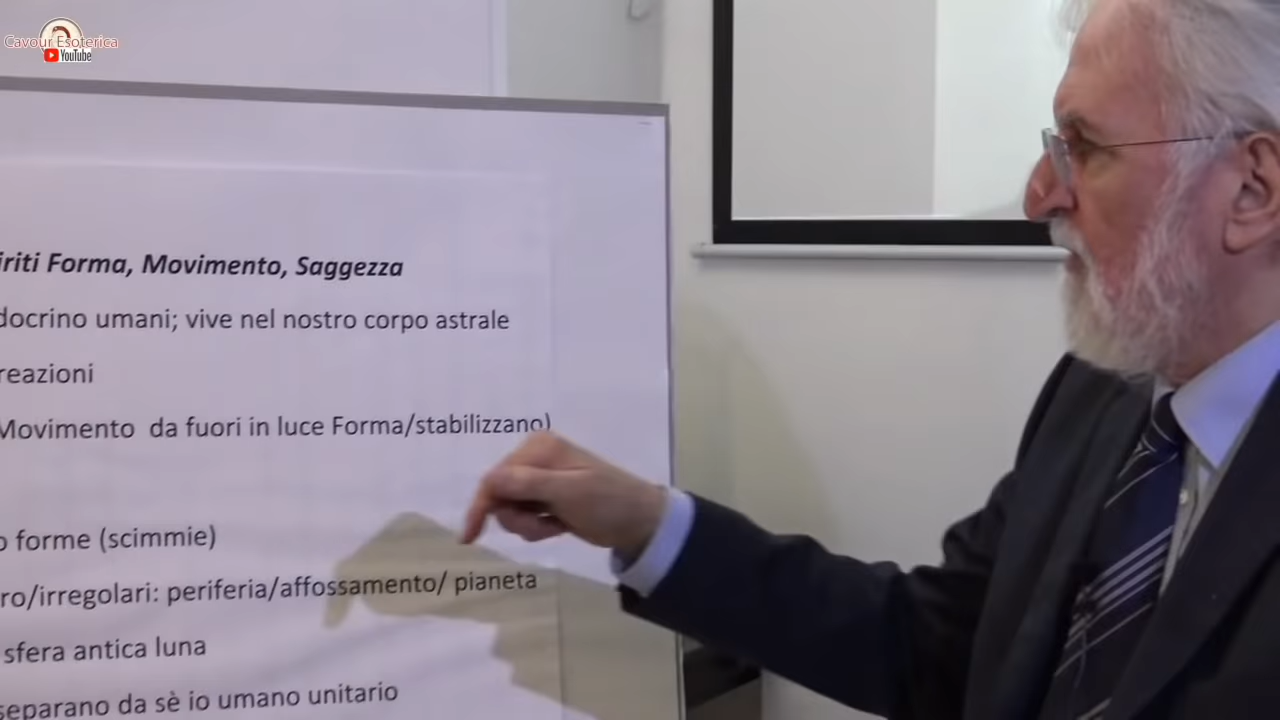 Cavour Esoterica
YouTube
iriti Forma, Movimento, Saggezza
docrino umani; vive nel nostro corpo astrale
reazioni
Movimento da fuori in luce Forma/stabilizzano)
o forme (scimmie)
ro/irregolari: periferia/affossamento/ pianeta
sfera antica luna
separano da sè io umano unitario